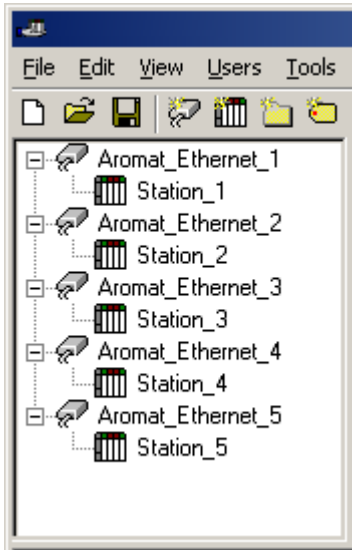 File Edit View Users Tools
Aromat_Ethernet_1
Station_1
Aromat_Ethernet_2
Station_2
Aromat_Ethernet_3
Station_3
Aromat_Ethernet_4
Station_4
Aromat_Ethernet_5
Station_5